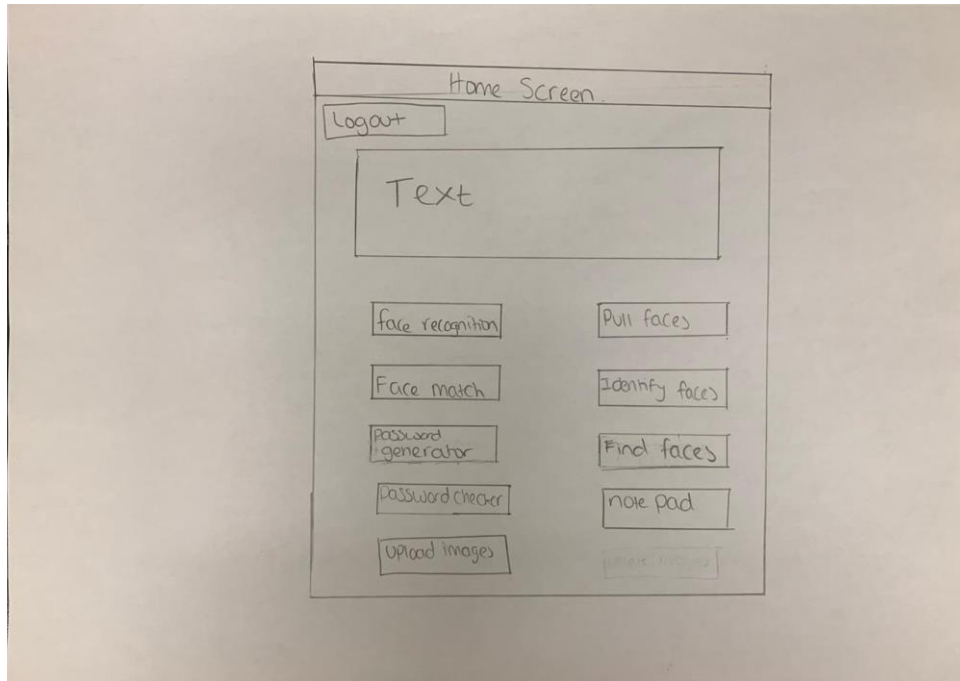 Home Screen.
Logout
Text
face recognition
Pull faces
Face match
Identify faces
Password
generator
Find faces
Password checker
note pad
Upload images